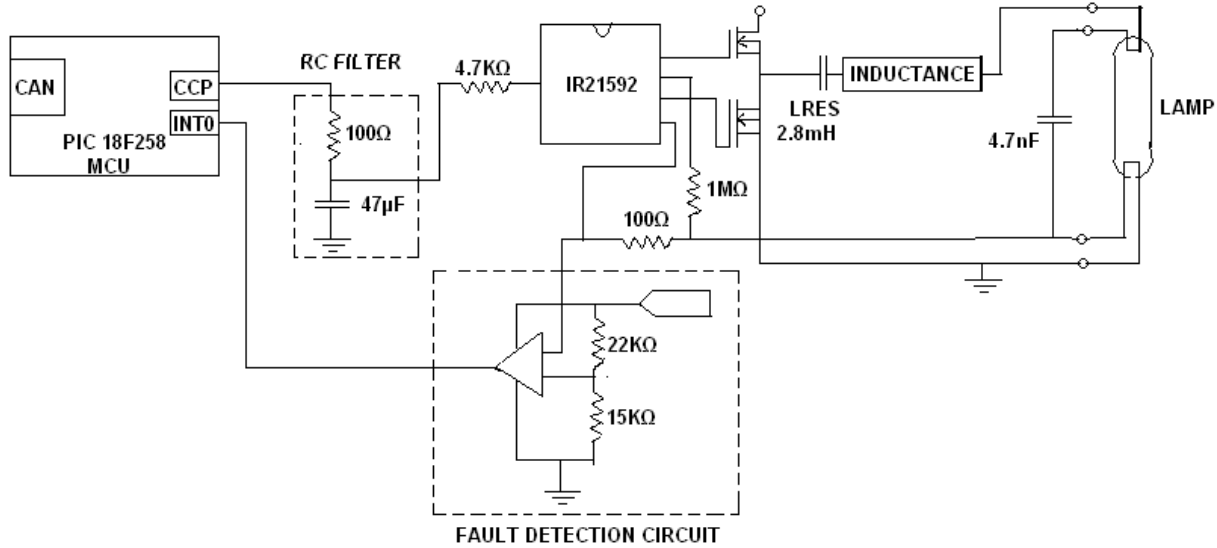 RC FILTER
CAN
CCP
INT0
PIC 18F258
MCU
100Ω
47µF
4.7KΩ
IR21592
INDUCTANCE
LRES
2.8mH
4.7nF
LAMP
1MΩ
100Ω
22KΩ
15KΩ
FAULT DETECTION CIRCUIT